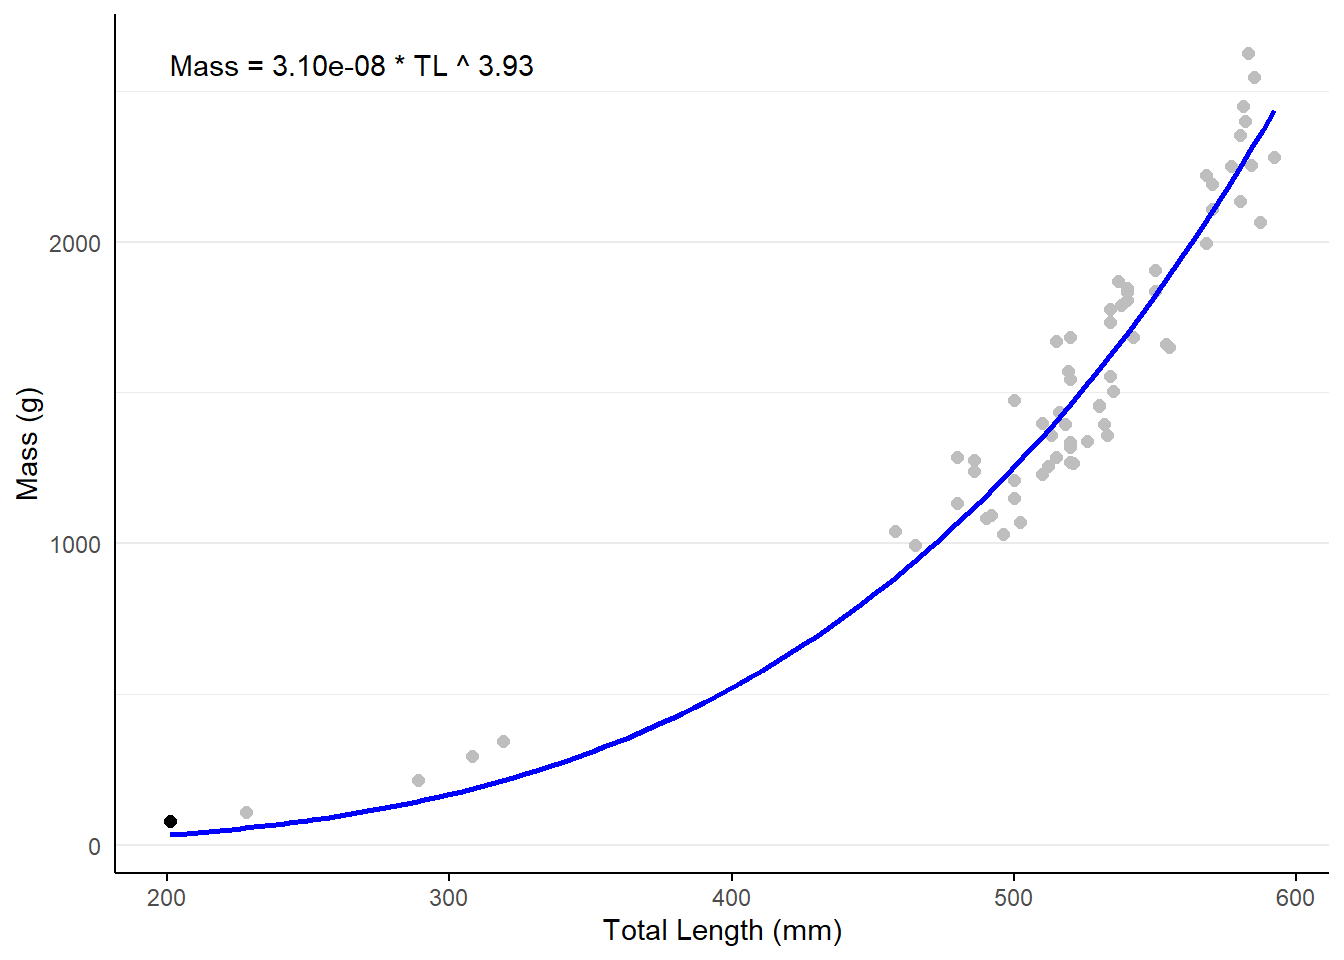 Mass = 3.10e-08 * TL ^ 3.93
2000
1000
0
Mass (g)
200 300 400 500 600
Total Length (mm)